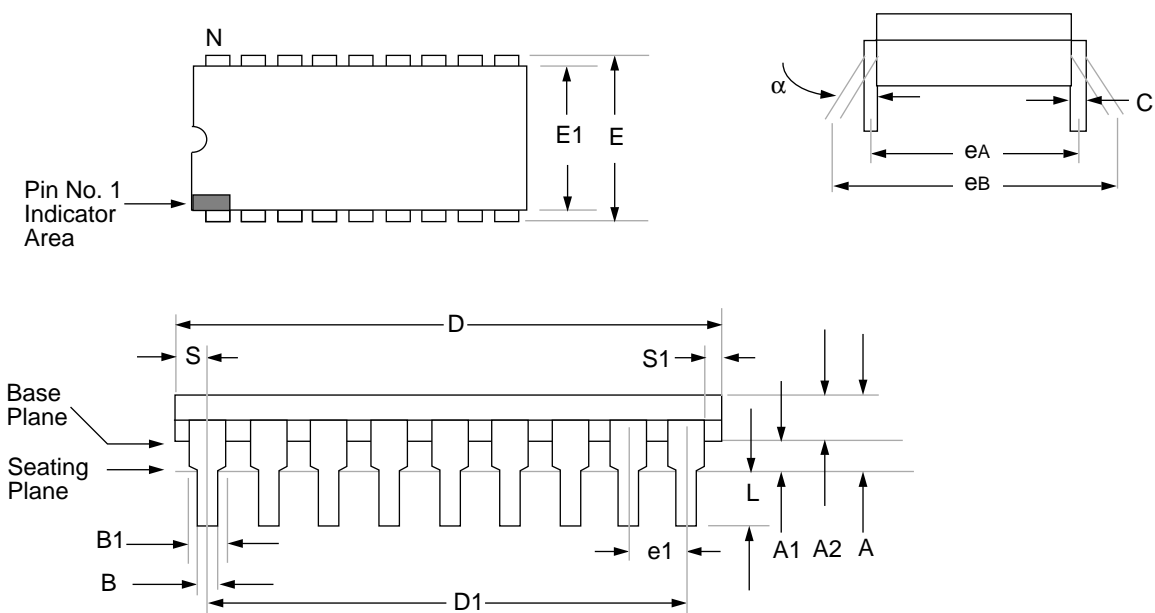 N
α
C
E1
E
eA
eB
Pin No. 1
Indicator
Area
D
S
S1
Base
Plane
Seating
Plane
L
B1
e1
A1
A2
A
B
D1